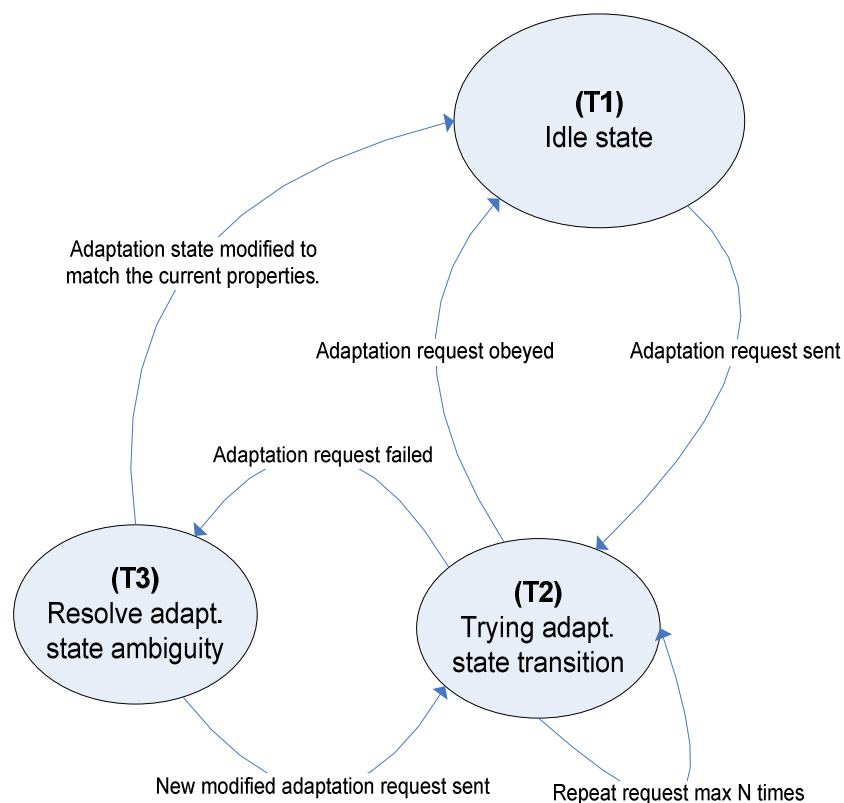 (T1)
Idle state
Adaptation state modified to
match the current properties.
Adaptation request obeyed
Adaptation request sent
Adaptation request failed
(T3)
Resolve adapt.
state ambiguity
(T2)
Trying adapt.
state transition
New modified adaptation request sent
Repeat request max N times